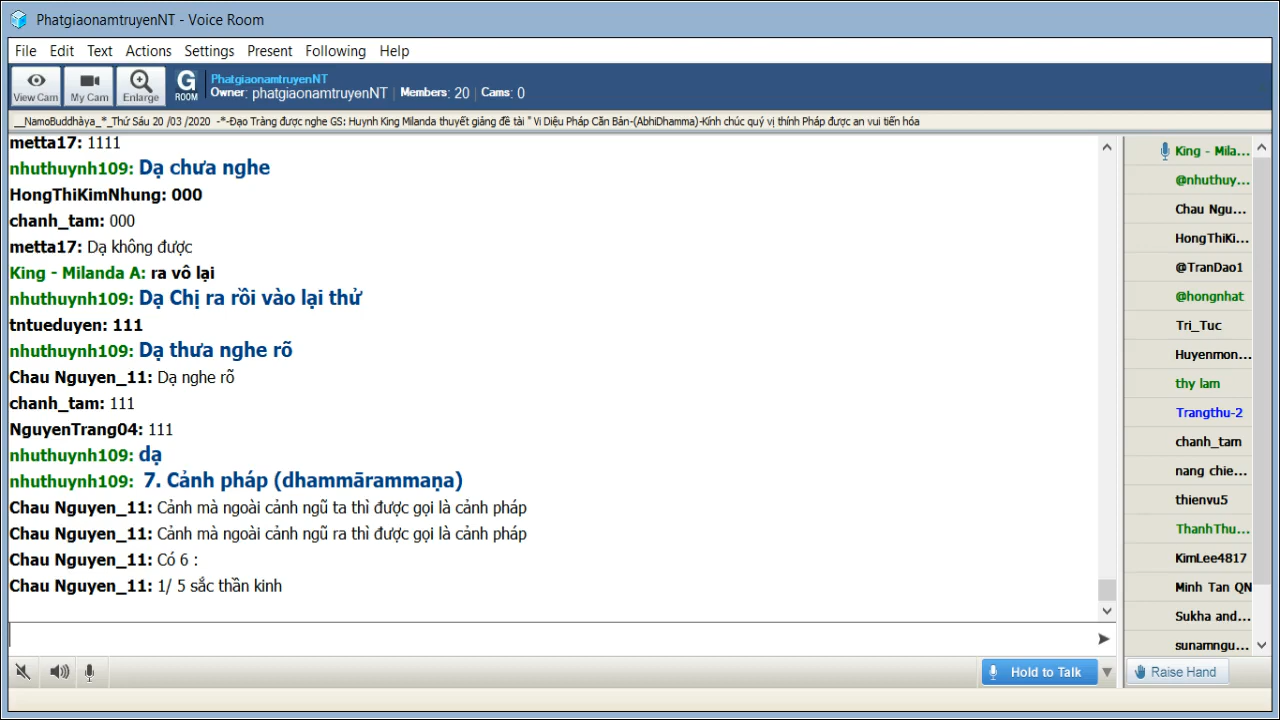 PhatgiaonamtruyenNT - Voice Room
File Edit Text Actions Settings Present Following Help
View Cam My Cam Enlarge G ROOM
PhatgiaonamtruyenNT
Owner: phatgiaonamtruyenNT Members: 20 Cams: 0
__NamoBuddhàya_*_Thứ Sáu 20 /03 /2020 -*-Đạo Tràng được nghe GS: Huynh King Milanda thuyết giảng đề tài " Vi Diệu Pháp Căn Bản-(AbhiDhamma)-Kính chúc quý vị thính Pháp được an vui tiến hóa
metta17: 1111
nhuthuynh109: Dạ chưa nghe
HongThiKimNhung: 000
chanh_tam: 000
metta17: Dạ không được
King - Milanda A: ra vô lại
nhuthuynh109: Dạ Chị ra rồi vào lại thử
tntueduyen: 111
nhuthuynh109: Dạ thưa nghe rõ
Chau Nguyen_11: Dạ nghe rõ
chanh_tam: 111
NguyenTrang04: 111
nhuthuynh109: dạ
nhuthuynh109: 7. Cảnh pháp (dhammārammaṇa)
Chau Nguyen_11: Cảnh mà ngoài cảnh ngũ ta thì được gọi là cảnh pháp
Chau Nguyen_11: Cảnh mà ngoài cảnh ngũ ra thì được gọi là cảnh pháp
Chau Nguyen_11: Có 6 :
Chau Nguyen_11: 1/ 5 sắc thần kinh
King - Mila...
@nhuthuy...
Chau Ngu...
HongThiKi...
@TranDao1
@hongnhat
Tri_Tuc
Huyenmon...
thy lam
Trangthu-2
chanh_tam
nang chie...
thienvu5
ThanhThu...
KimLee4817
Minh Tan QN
Sukha and...
sunamngu...
Hold to Talk
Raise Hand